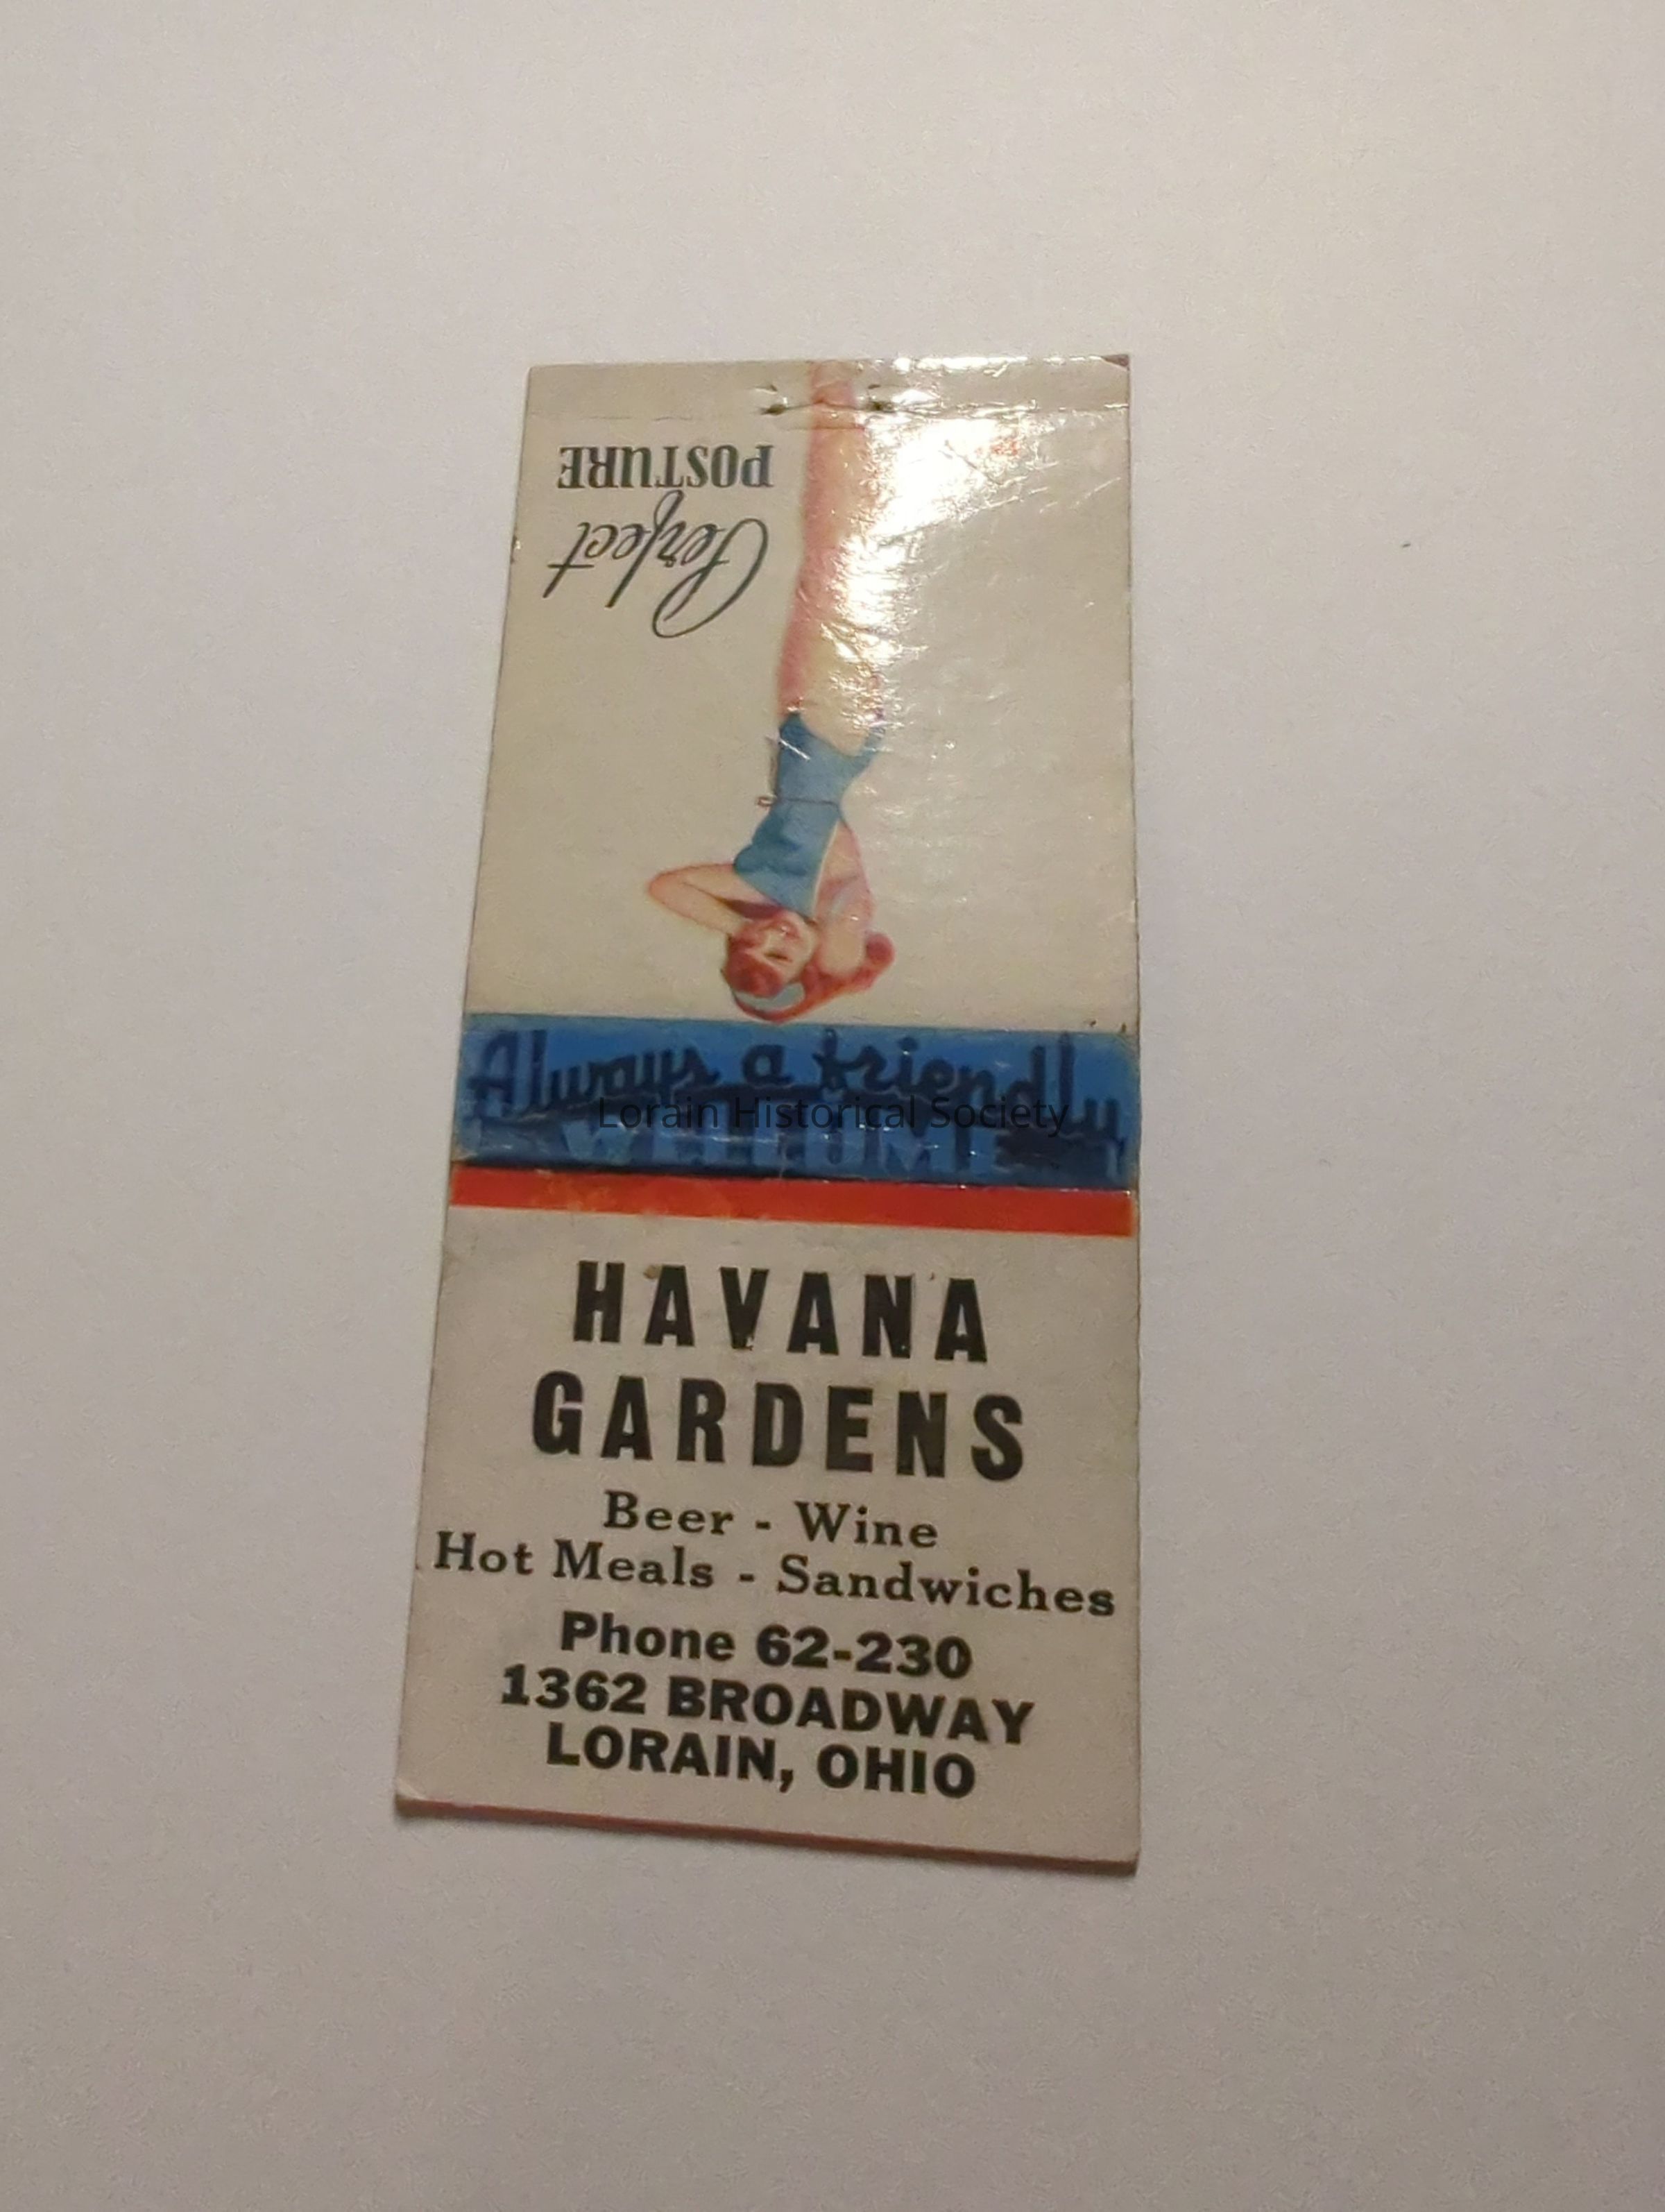 Perfect
POSTURE
Always a friendly
WELCOME
Lorain Historical Society
HAVANA
GARDENS
Beer - Wine
Hot Meals - Sandwiches
Phone 62-230
1362 BROADWAY
LORAIN, OHIO